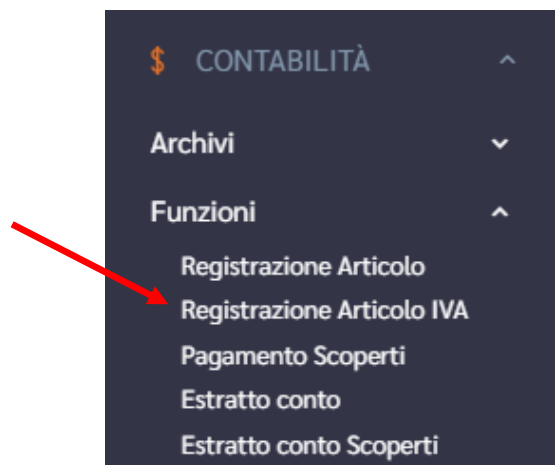 $ CONTABILITÀ
Archivi
Funzioni
Registrazione Articolo
Registrazione Articolo IVA
Pagamento Scoperti
Estratto conto
Estratto conto Scoperti